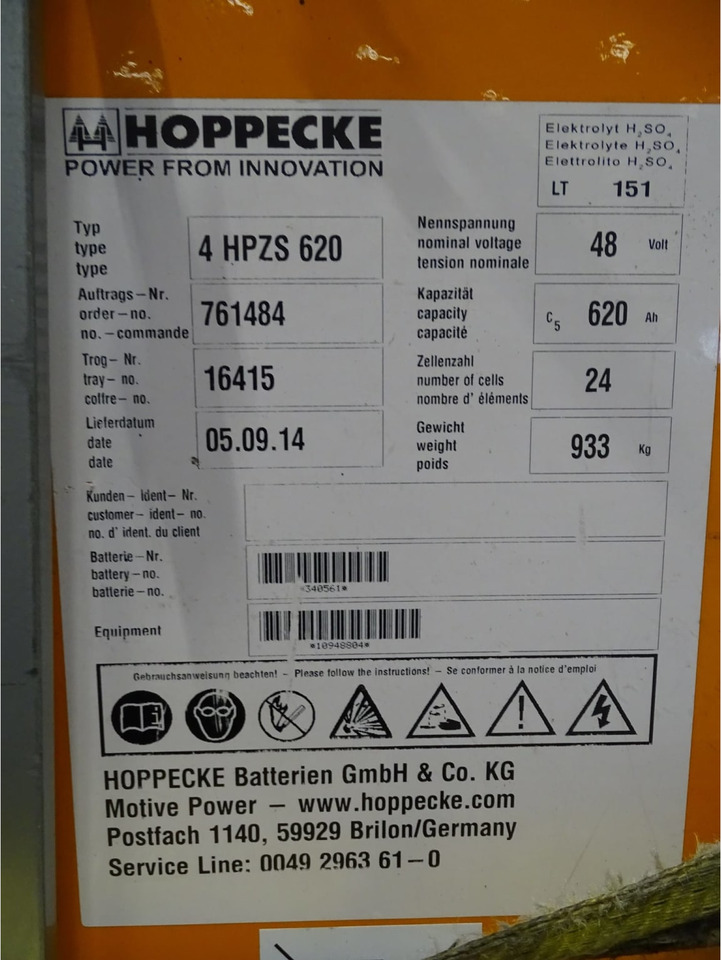 HOPPECKE
POWER FROM INNOVATION
Elektrolyt H₂SO₄
Elektrolyte H₂SO₄
Elettrolito H₂SO₄
LT 151
Typ
type
type
4 HPZS 620
Nennspannung
nominal voltage
tension nominale
48 Volt
Auftrags-Nr.
order-no.
no.-commande
761484
Kapazität
capacity
capacité
C₅ 620 Ah
Trog-Nr.
tray-no.
coffre-no.
16415
Zellenzahl
number of cells
nombre d' éléments
24
Lieferdatum
date
date
05.09.14
Gewicht
weight
poids
933 Kg
Kunden-Ident-Nr.
customer-ident-no.
no. d' ident. du client
Batterie-Nr.
battery-no.
batterie-no.
*340561*
Equipment
*10948804*
Gebrauchsanweisung beachten! - Please follow the instructions! - Se conformer à la notice d'emploi
HOPPECKE Batterien GmbH & Co. KG
Motive Power - www.hoppecke.com
Postfach 1140, 59929 Brilon/Germany
Service Line: 0049 2963 61-0